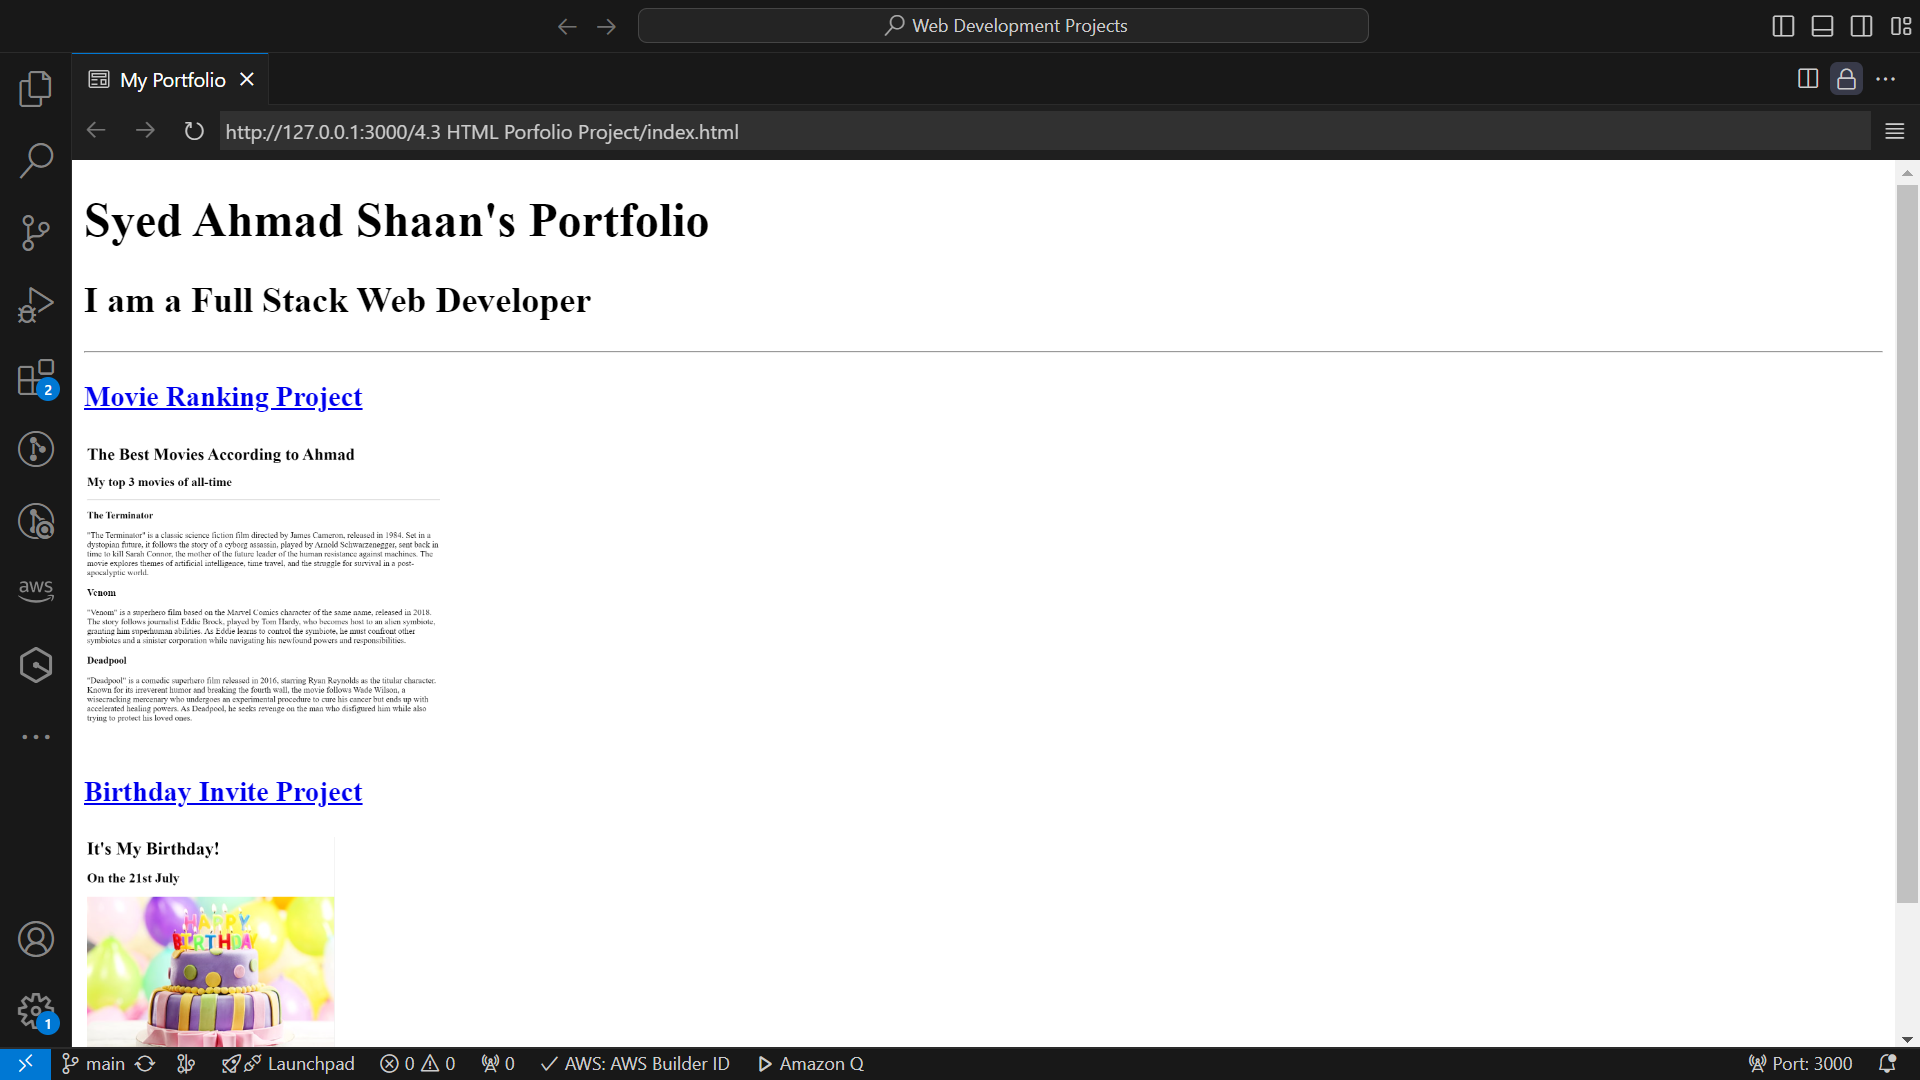 Web Development Projects
My Portfolio
http://127.0.0.1:3000/4.3 HTML Porfolio Project/index.html
Syed Ahmad Shaan's Portfolio
I am a Full Stack Web Developer
Movie Ranking Project
The Best Movies According to Ahmad
My top 3 movies of all-time
The Terminator
"The Terminator" is a classic science fiction film directed by James Cameron, released in 1984. Set in a
dystopian future, it follows the story of a cyborg assassin, played by Arnold Schwarzenegger, sent back in
time to kill Sarah Connor, the mother of the future leader of the human resistance against machines. The
movie explores themes of artificial intelligence, time travel, and the struggle for survival in a post-
apocalyptic world.
Venom
"Venom" is a superhero film based on the Marvel Comics character of the same name, released in 2018.
The story follows journalist Eddie Brock, played by Tom Hardy, who becomes host to an alien symbiote,
granting him superhuman abilities. As Eddie learns to control the symbiote, he must confront other
symbiotes and a sinister corporation while navigating his newfound powers and responsibilities.
Deadpool
"Deadpool" is a comedic superhero film released in 2016, starring Ryan Reynolds as the titular character.
Known for its irreverent humor and breaking the fourth wall, the movie follows Wade Wilson, a
wisecracking mercenary who undergoes an experimental procedure to cure his cancer but ends up with
accelerated healing powers. As Deadpool, he seeks revenge on the man who disfigured him while also
trying to protect his loved ones.
Birthday Invite Project
It's My Birthday!
On the 21st July
HAPPY
BIRTHDAY
2
aws
1
main
Launchpad
0
0
0
AWS: AWS Builder ID
Amazon Q
Port: 3000